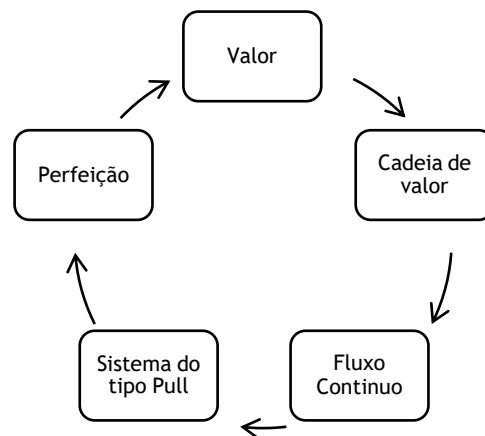 Valor
Cadeia de
valor
Fluxo
Continuo
Sistema do
tipo Pull
Perfeição